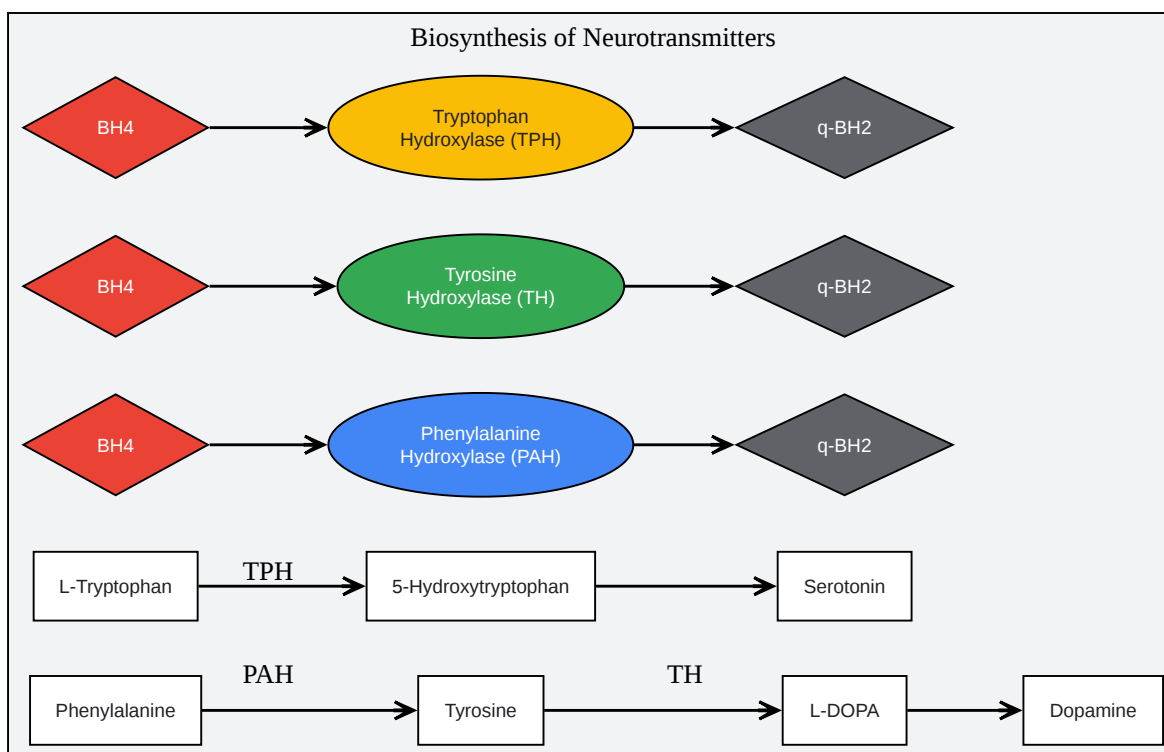 Biosynthesis of Neurotransmitters
BH4
Tryptophan
Hydroxylase (TPH)
q-BH2
BH4
Tyrosine
Hydroxylase (TH)
q-BH2
BH4
Phenylalanine
Hydroxylase (PAH)
q-BH2
L-Tryptophan
TPH
5-Hydroxytryptophan
Serotonin
Phenylalanine
PAH
Tyrosine
TH
L-DOPA
Dopamine